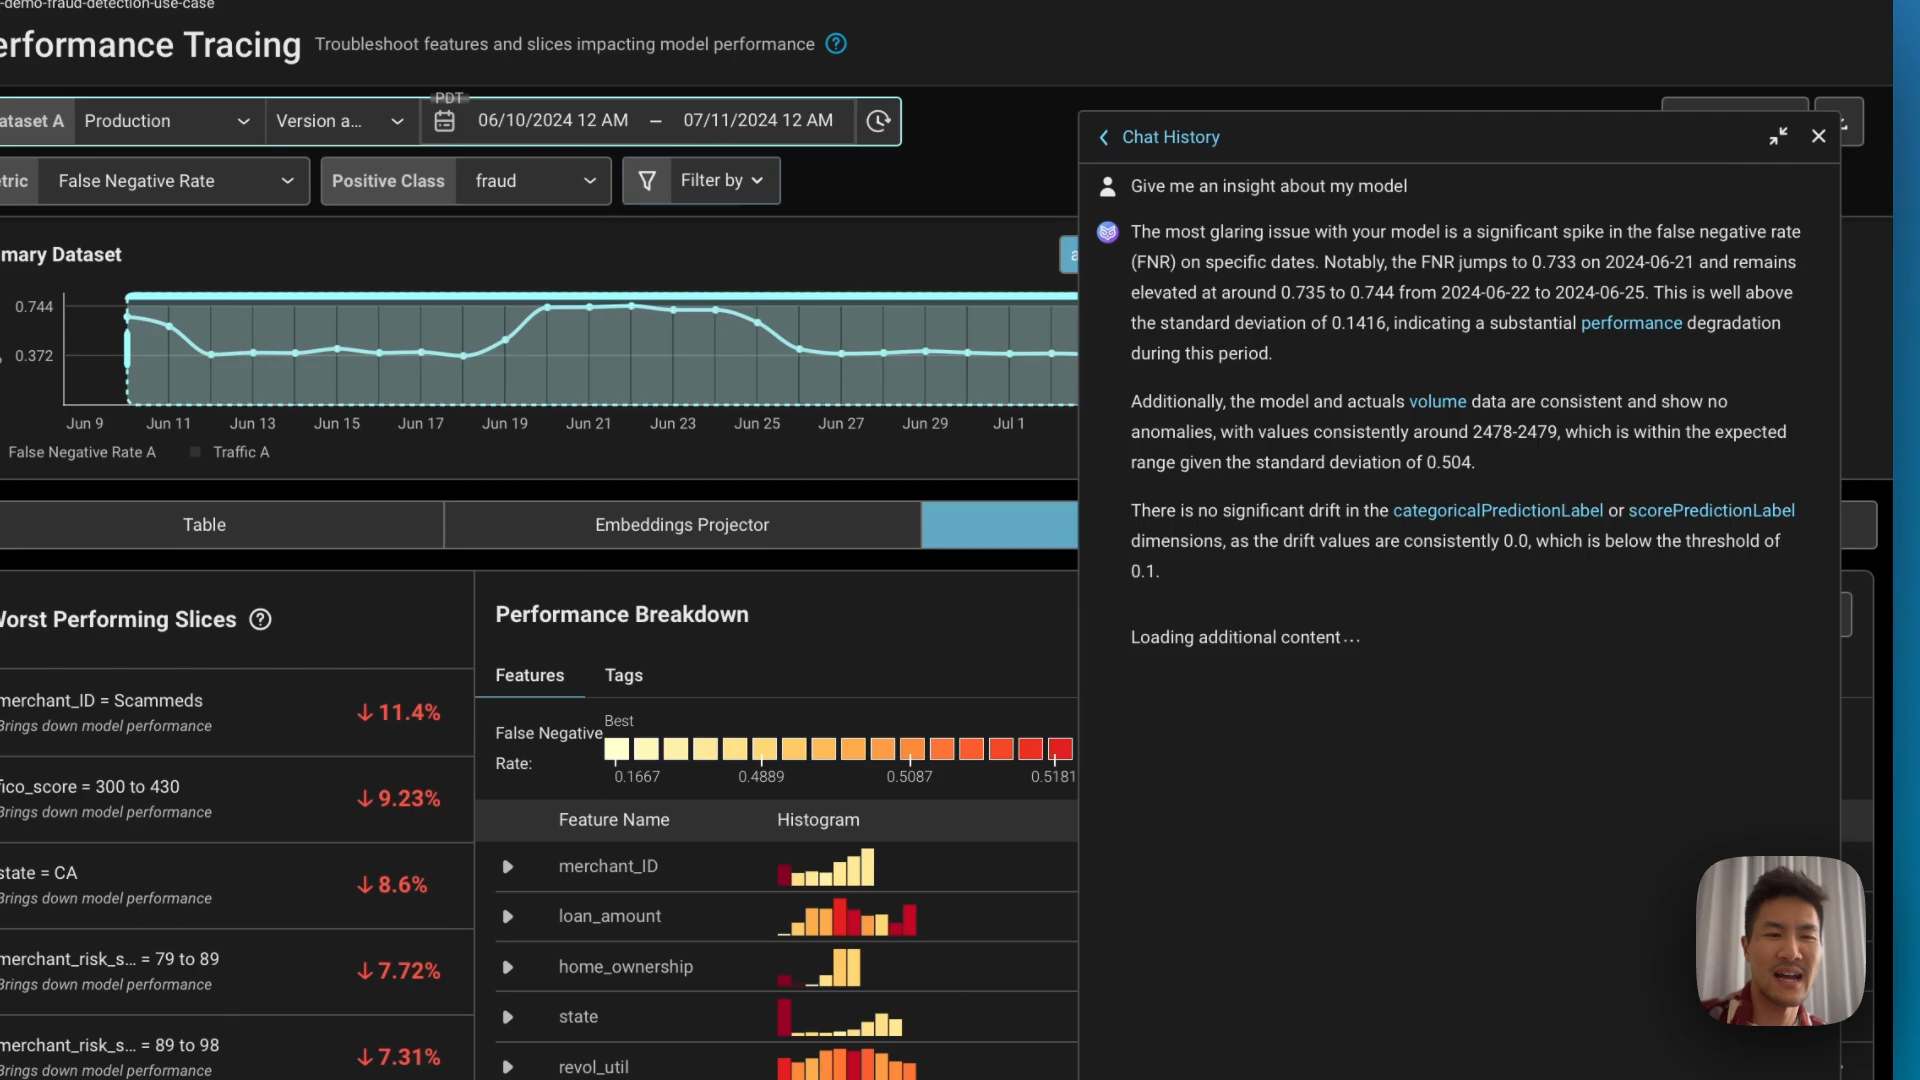 -demo-fraud-detection-use-case
erformance Tracing Troubleshoot features and slices impacting model performance
PDT
ataset A Production Version a... 06/10/2024 12 AM – 07/11/2024 12 AM
tric False Negative Rate Positive Class fraud Filter by
mary Dataset
0.744
0.372
Jun 9 Jun 11 Jun 13 Jun 15 Jun 17 Jun 19 Jun 21 Jun 23 Jun 25 Jun 27 Jun 29 Jul 1
False Negative Rate A Traffic A
Table Embeddings Projector
Worst Performing Slices
merchant_ID = Scammeds
Brings down model performance
11.4%
fico_score = 300 to 430
Brings down model performance
9.23%
state = CA
Brings down model performance
8.6%
merchant_risk_s... = 79 to 89
Brings down model performance
7.72%
merchant_risk_s... = 89 to 98
Brings down model performance
7.31%
Performance Breakdown
Features Tags
False Negative Rate:
Best
0.1667 0.4889 0.5087 0.5181
Feature Name Histogram
merchant_ID
loan_amount
home_ownership
state
revol_util
Chat History
Give me an insight about my model
The most glaring issue with your model is a significant spike in the false negative rate
(FNR) on specific dates. Notably, the FNR jumps to 0.733 on 2024-06-21 and remains
elevated at around 0.735 to 0.744 from 2024-06-22 to 2024-06-25. This is well above
the standard deviation of 0.1416, indicating a substantial performance degradation
during this period.
Additionally, the model and actuals volume data are consistent and show no
anomalies, with values consistently around 2478-2479, which is within the expected
range given the standard deviation of 0.504.
There is no significant drift in the categoricalPredictionLabel or scorePredictionLabel
dimensions, as the drift values are consistently 0.0, which is below the threshold of
0.1.
Loading additional content...